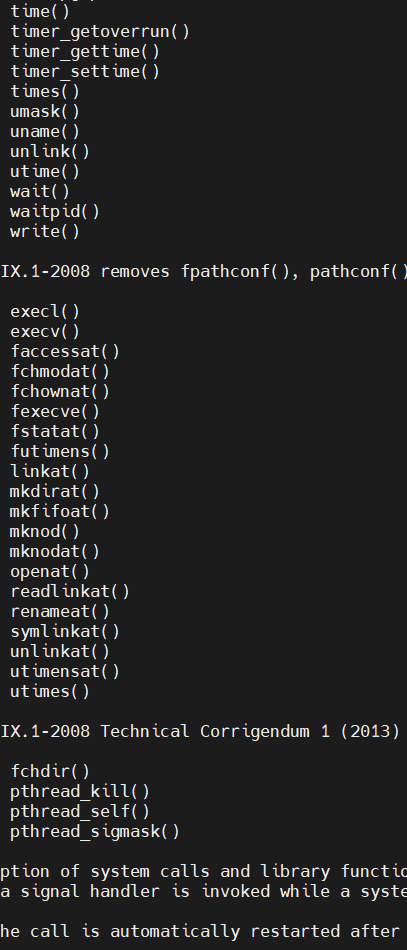 time()
timer_getoverrun()
timer_gettime()
timer_settime()
times()
umask()
uname()
unlink()
utime()
wait()
waitpid()
write()
IX.1-2008 removes fpathconf(), pathconf()
execl()
execv()
faccessat()
fchmodat()
fchownat()
fexecve()
fstatat()
futimens()
linkat()
mkdirat()
mkfifoat()
mknod()
mknodat()
openat()
readlinkat()
renameat()
symlinkat()
unlinkat()
utimensat()
utimes()
IX.1-2008 Technical Corrigendum 1 (2013)
fchdir()
pthread_kill()
pthread_self()
pthread_sigmask()
ption of system calls and library functio
a signal handler is invoked while a syste
he call is automatically restarted after